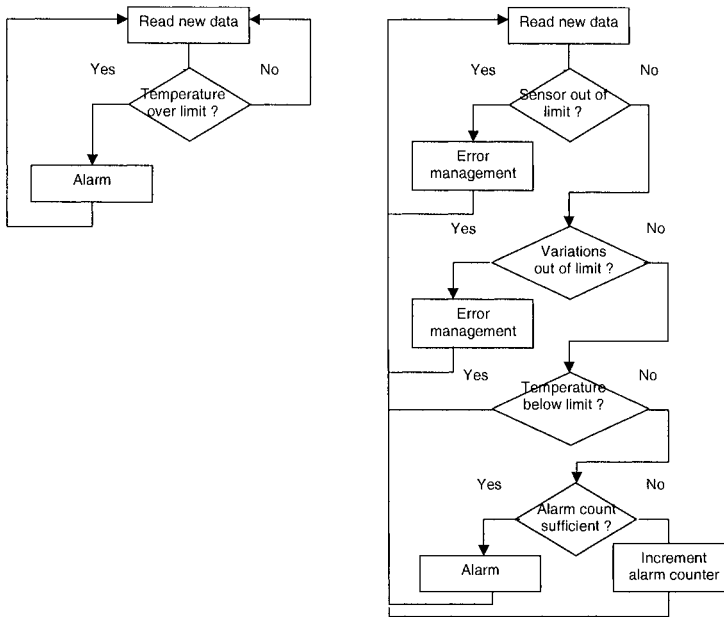 Read new data
Yes
No
Temperature
over limit ?
Alarm
Read new data
Yes
No
Sensor out of
limit ?
Error
management
Yes
No
Variations
out of limit ?
Error
management
Yes
No
Temperature
below limit ?
Yes
No
Alarm count
sufficient ?
Alarm
Increment
alarm counter